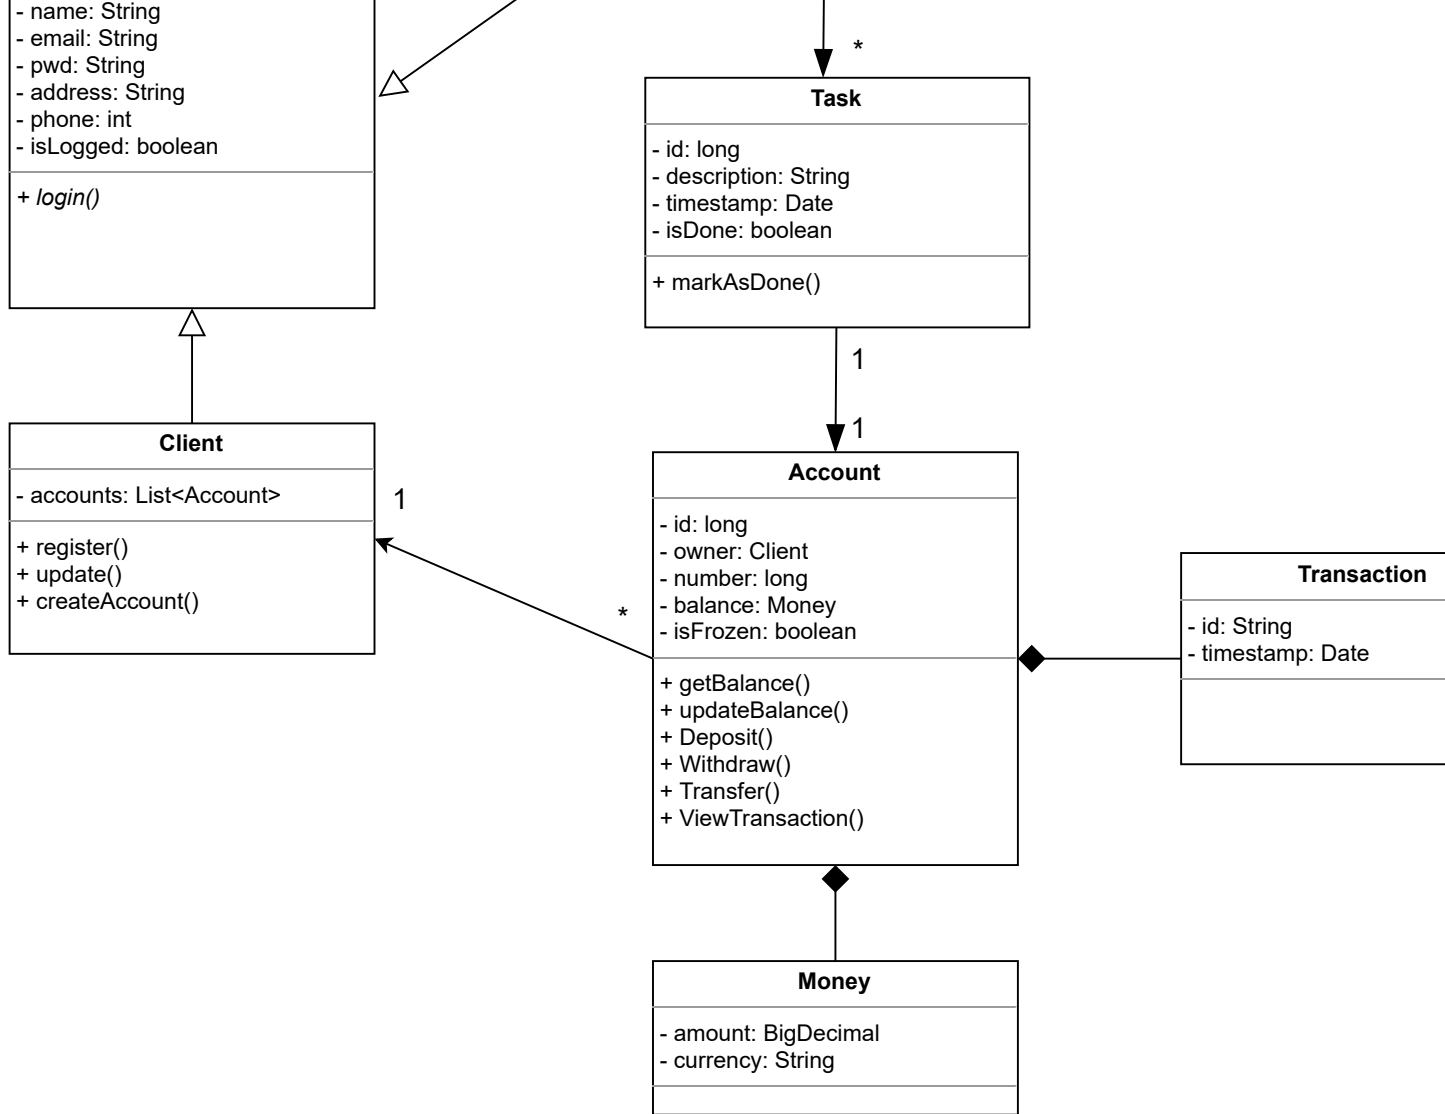 - name: String
- email: String
- pwd: String
- address: String
- phone: int
- isLogged: boolean
+ login()
*
Task
- id: long
- description: String
- timestamp: Date
- isDone: boolean
+ markAsDone()
1
1
Client
- accounts: List<Account>
+ register()
+ update()
+ createAccount()
1
*
Account
- id: long
- owner: Client
- number: long
- balance: Money
- isFrozen: boolean
+ getBalance()
+ updateBalance()
+ Deposit()
+ Withdraw()
+ Transfer()
+ ViewTransaction()
Transaction
- id: String
- timestamp: Date
Money
- amount: BigDecimal
- currency: String